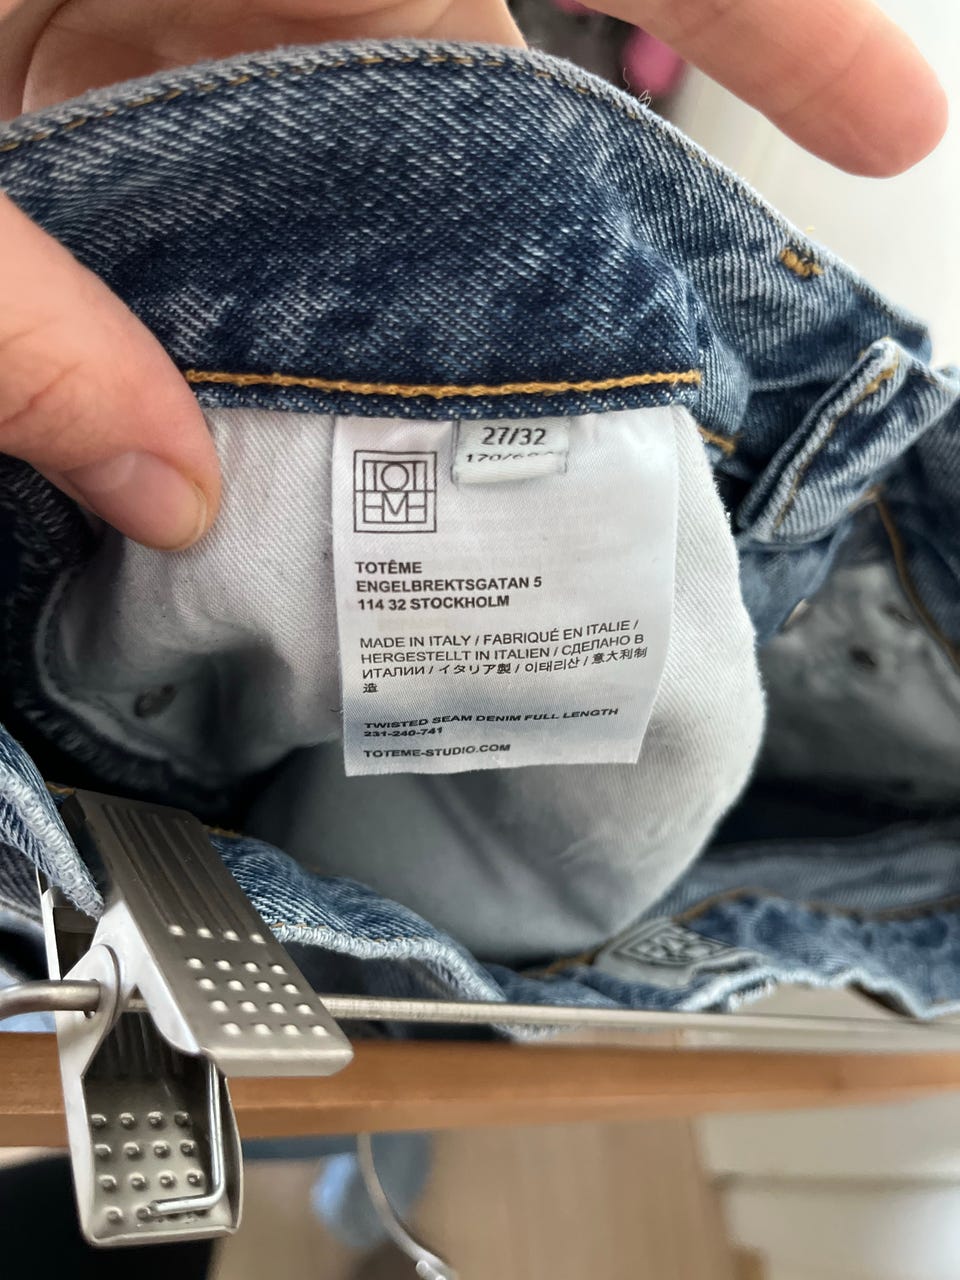 27/32
TOTÊME
ENGELBREKTSGATAN 5
114 32 STOCKHOLM
MADE IN ITALY / FABRIQUÉ EN ITALIE /
HERGESTELLT IN ITALIEN / СДЕЛАНО В
ИТАЛИИ / イタリア製 / 이태리산 / 意大利制
造
TWISTED SEAM DENIM FULL LENGTH
231-240-741
TOTEME-STUDIO.COM